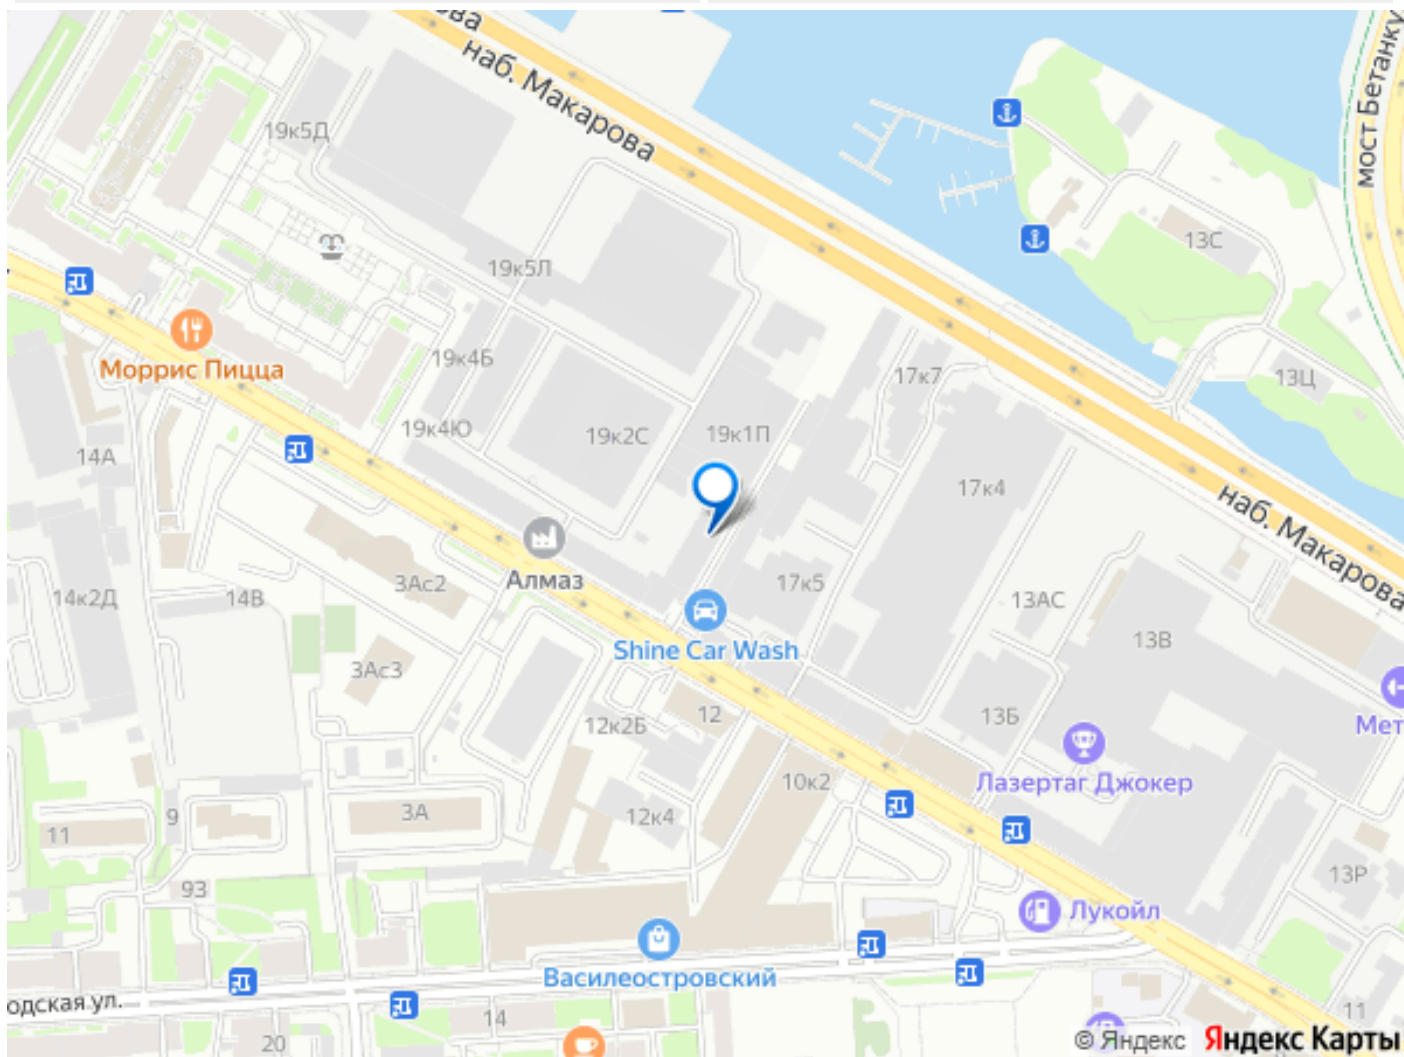 ова
наб. Макарова
мост Бетанку
19к5Д
13С
19к5Л
19к4Б
Моррис Пицца
17к7
13Ц
19к4Ю
19к2С
19к1П
14А
17к4
наб. Макарова
Алмаз
3Ас2
17к5
14к2Д
14В
13АС
13В
Shine Car Wash
3Ас3
12
12к2Б
13Б
Мет
Лазертаг Джокер
10к2
3А
12к4
9
11
13Р
93
Лукойл
Василеостровский
одская ул.
14
11
20
© Яндекс Яндекс Карты